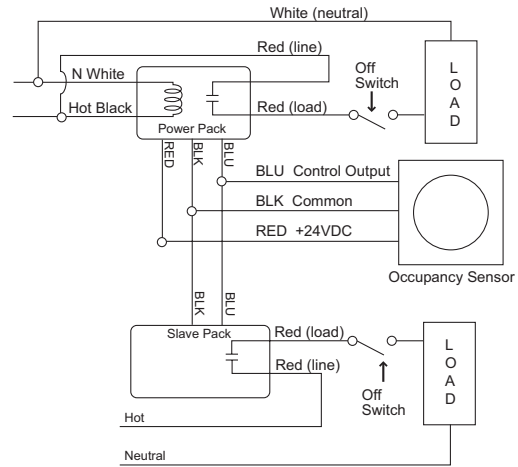 White (neutral)
Red (line)
N White
Off
Switch
L
O
A
D
Hot Black
Red (load)
Power Pack
RED
BLK
BLU
BLU Control Output
BLK Common
RED +24VDC
Occupancy Sensor
BLK
BLU
Slave Pack
Red (load)
Red (line)
L
O
A
D
Off
Switch
Hot
Neutral